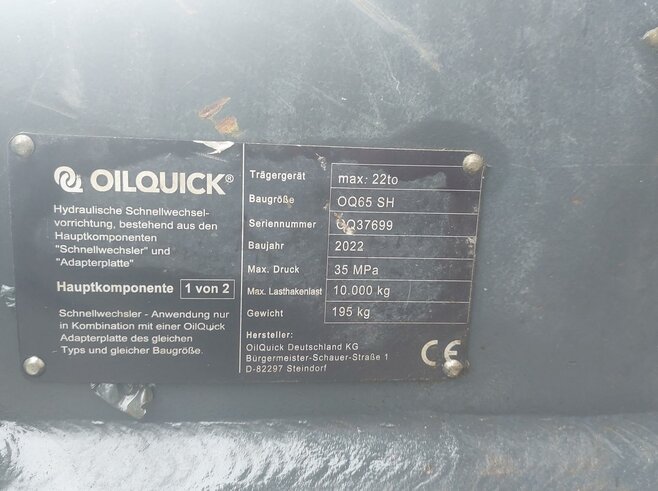 OILQUICK®
Hydraulische Schnellwechsel-
vorrichtung, bestehend aus den
Hauptkomponenten
"Schnellwechsler" und
"Adapterplatte"
Hauptkomponente 1 von 2
Schnellwechsler - Anwendung nur
in Kombination mit einer OilQuick
Adapterplatte des gleichen
Typs und gleicher Baugröße.
Trägergerät max. 22to
Baugröße OQ65 SH
Seriennummer OQ37699
Baujahr 2022
Max. Druck 35 MPa
Max. Lasthakenlast 10.000 kg
Gewicht 195 kg
Hersteller:
OilQuick Deutschland KG
Bürgermeister-Schauer-Straße 1
D-82297 Steindorf
CE